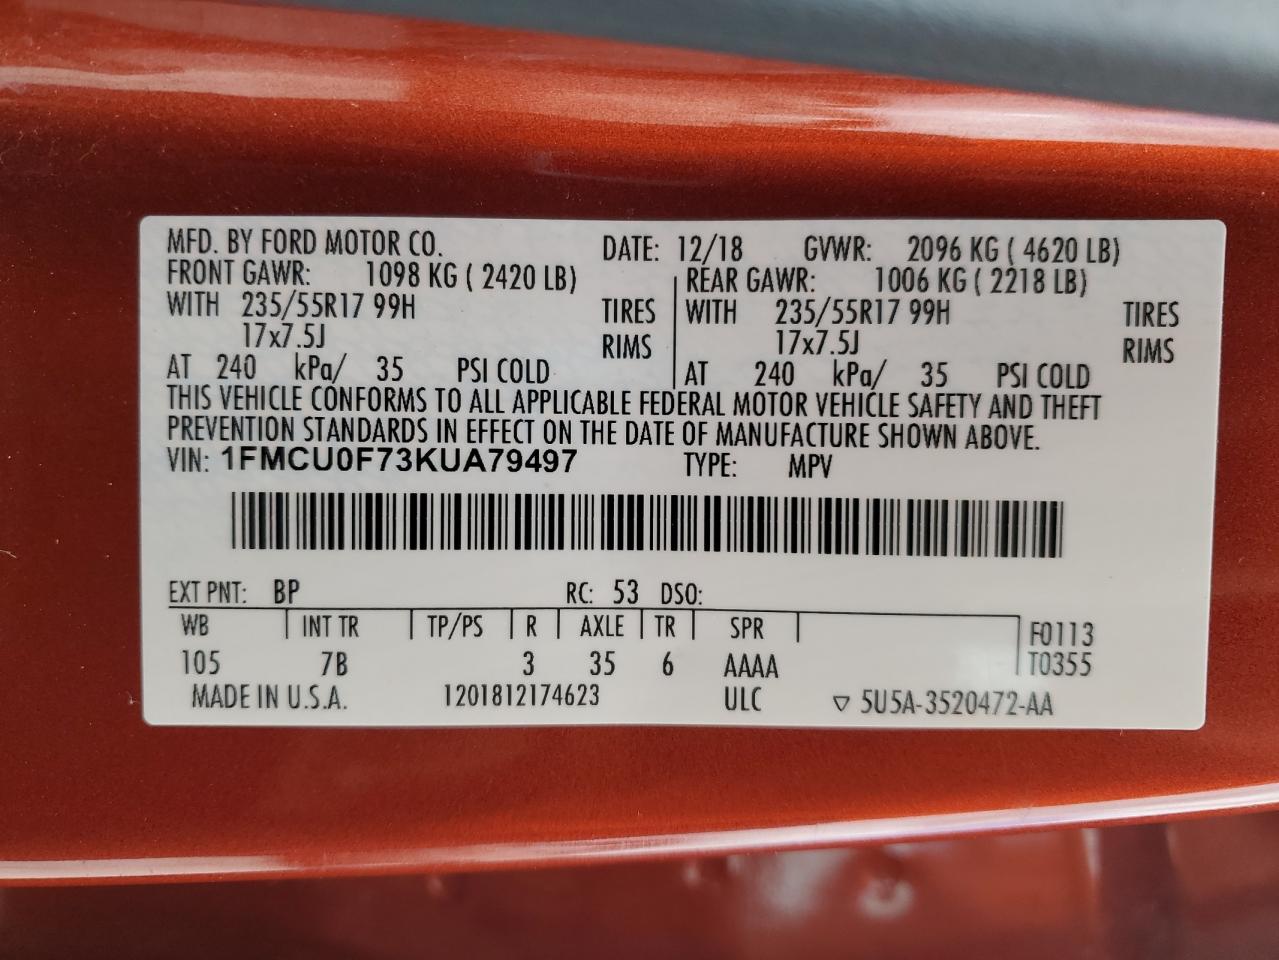 MFD. BY FORD MOTOR CO. DATE: 12/18 GVWR: 2096 KG ( 4620 LB)
FRONT GAWR: 1098 KG ( 2420 LB) REAR GAWR: 1006 KG ( 2218 LB)
WITH 235/55R17 99H TIRES WITH 235/55R17 99H TIRES
17x7.5J RIMS 17x7.5J RIMS
AT 240 kPa/ 35 PSI COLD AT 240 kPa/ 35 PSI COLD
THIS VEHICLE CONFORMS TO ALL APPLICABLE FEDERAL MOTOR VEHICLE SAFETY AND THEFT
PREVENTION STANDARDS IN EFFECT ON THE DATE OF MANUFACTURE SHOWN ABOVE.
VIN: 1FMCU0F73KUA79497 TYPE: MPV
EXT PNT: BP RC: 53 DSO:
WB INT TR TP/PS R AXLE TR SPR F0113
105 7B 3 35 6 AAAA T0355
MADE IN U.S.A. 1201812174623 ULC ▽ 5U5A-3520472-AA